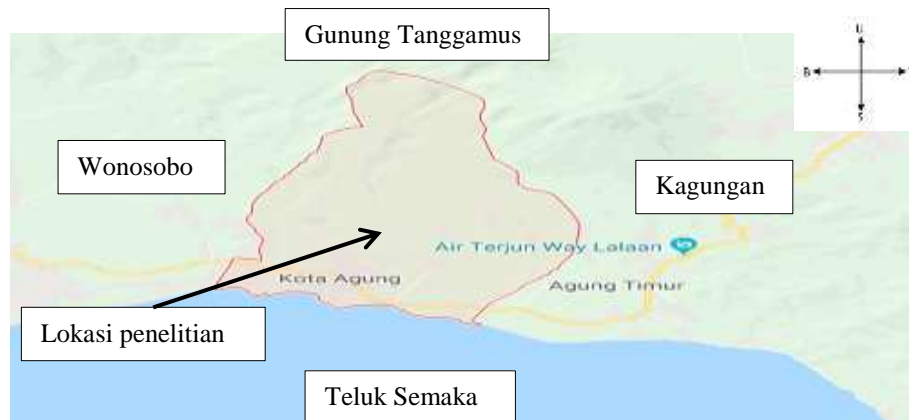 Gunung Tanggamus
U
B
S
Wonosobo
Kagungan
Air Terjun Way Lalaan
Kota Agung
Agung Timur
Lokasi penelitian
Teluk Semaka